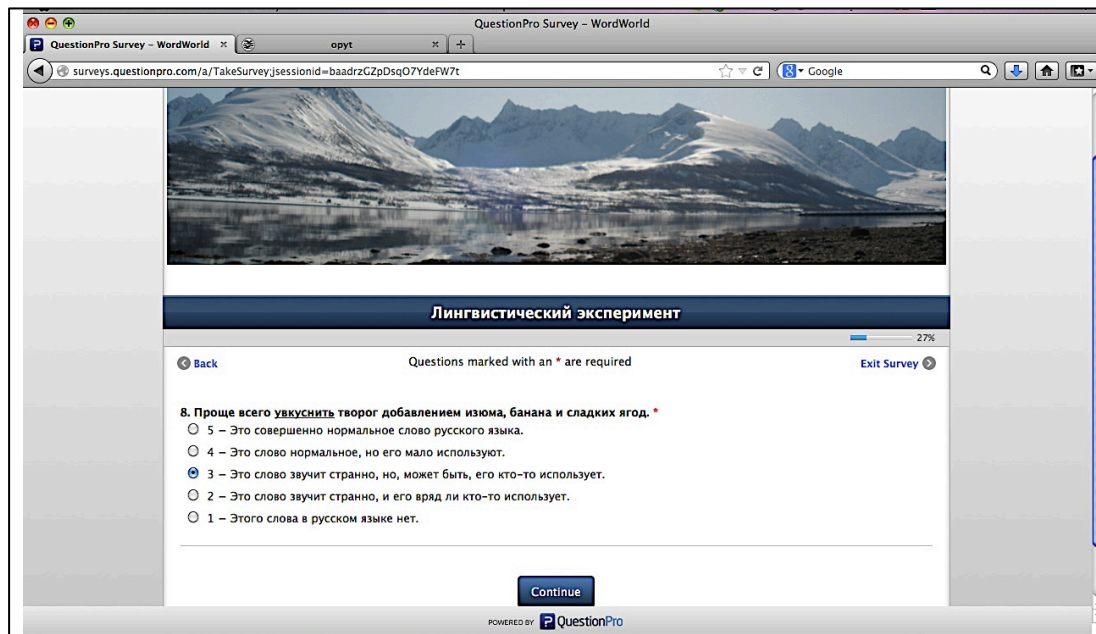 QuestionPro Survey – WordWorld
QuestionPro Survey – WordWorld × opyt × +
surveys.questionpro.com/a/TakeSurvey;jsessionid=baadrzGZpDsqO7YdeFW7t Google
Лингвистический эксперимент
27%
Back Questions marked with an * are required Exit Survey
8. Проще всего увкуснить творог добавлением изюма, банана и сладких ягод. *
5 – Это совершенно нормальное слово русского языка.
4 – Это слово нормальное, но его мало используют.
3 – Это слово звучит странно, но, может быть, его кто-то использует.
2 – Это слово звучит странно, и его вряд ли кто-то использует.
1 – Этого слова в русском языке нет.
Continue
POWERED BY QuestionPro